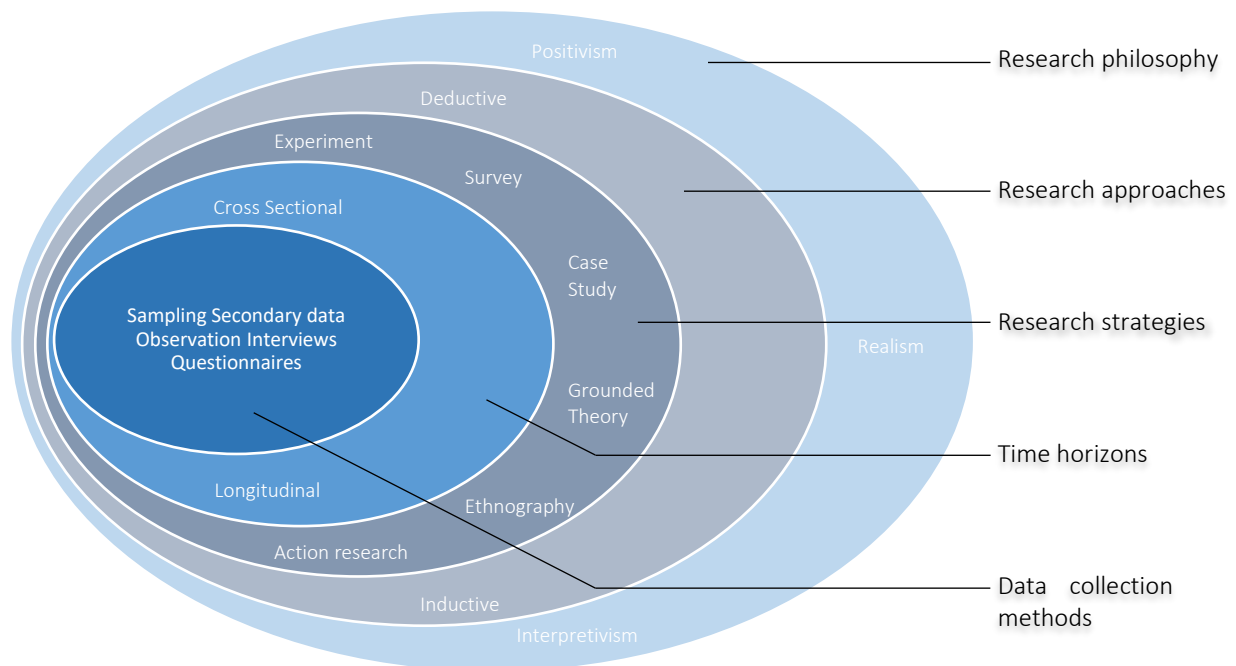 Positivism
Research philosophy
Deductive
Experiment
Survey
Research approaches
Cross Sectional
Case
Study
Sampling Secondary data
Observation Interviews
Questionnaires
Research strategies
Realism
Grounded
Theory
Time horizons
Longitudinal
Ethnography
Action research
Data collection
methods
Inductive
Interpretivism